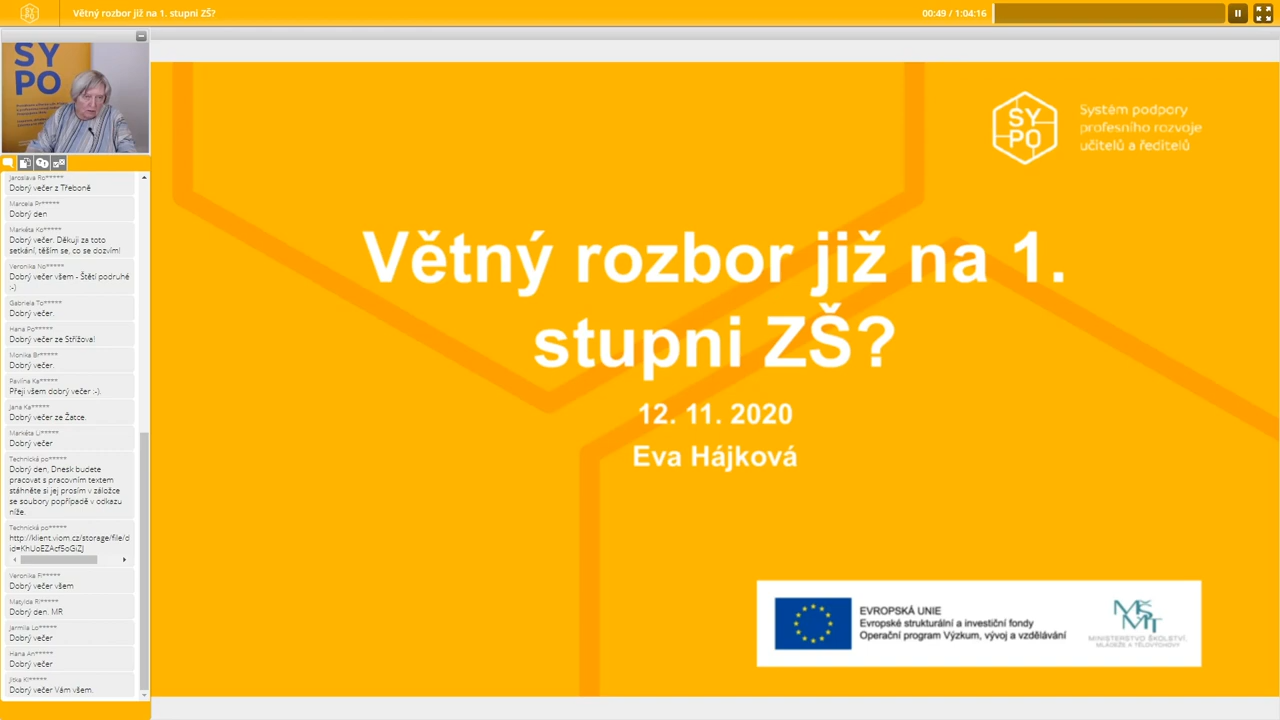 Větný rozbor již na 1. stupni ZŠ?
00:49 / 1:04:16
SY
PO
Jaroslava Ro*****
Dobrý večer z Třeboně
Marcela Pr*****
Dobrý den
Markéta Ko*****
Dobrý večer. Děkuji za toto
setkání, těším se, co se dozvím!
Veronika No*****
Dobrý večer všem - Štětí podruhé
:-)
Gabriela To*****
Dobrý večer.
Hana Po*****
Dobrý večer ze Střížova!
Monika Br*****
Dobrý večer.
Pavlína Ka*****
Přeji všem dobrý večer :-).
Jana Ka*****
Dobrý večer ze Žatce.
Markéta Li*****
Dobrý večer
Technická po*****
Dobrý den, Dnesk budete
pracovat s pracovním textem
stáhněte si jej prosím v záložce
se soubory popřípadě v odkazu
níže.
Technická po*****
http://klient.viom.cz/storage/file/d
id=KhUoEZAcf5oGiZJ
Veronika Fi*****
Dobrý večer všem
Matylda Ri*****
Dobrý den. MR
Jarmila Lo*****
Dobrý večer
Hana An*****
Dobrý večer
Jitka Kl*****
Dobrý večer Vám všem.
SY
PO
Systém podpory
profesního rozvoje
učitelů a ředitelů
Větný rozbor již na 1.
stupni ZŠ?
12. 11. 2020
Eva Hájková
EVROPSKÁ UNIE
Evropské strukturální a investiční fondy
Operační program Výzkum, vývoj a vzdělávání
MŠMT
MINISTERSTVO ŠKOLSTVÍ,
MLÁDEŽE A TĚLOVÝCHOVY